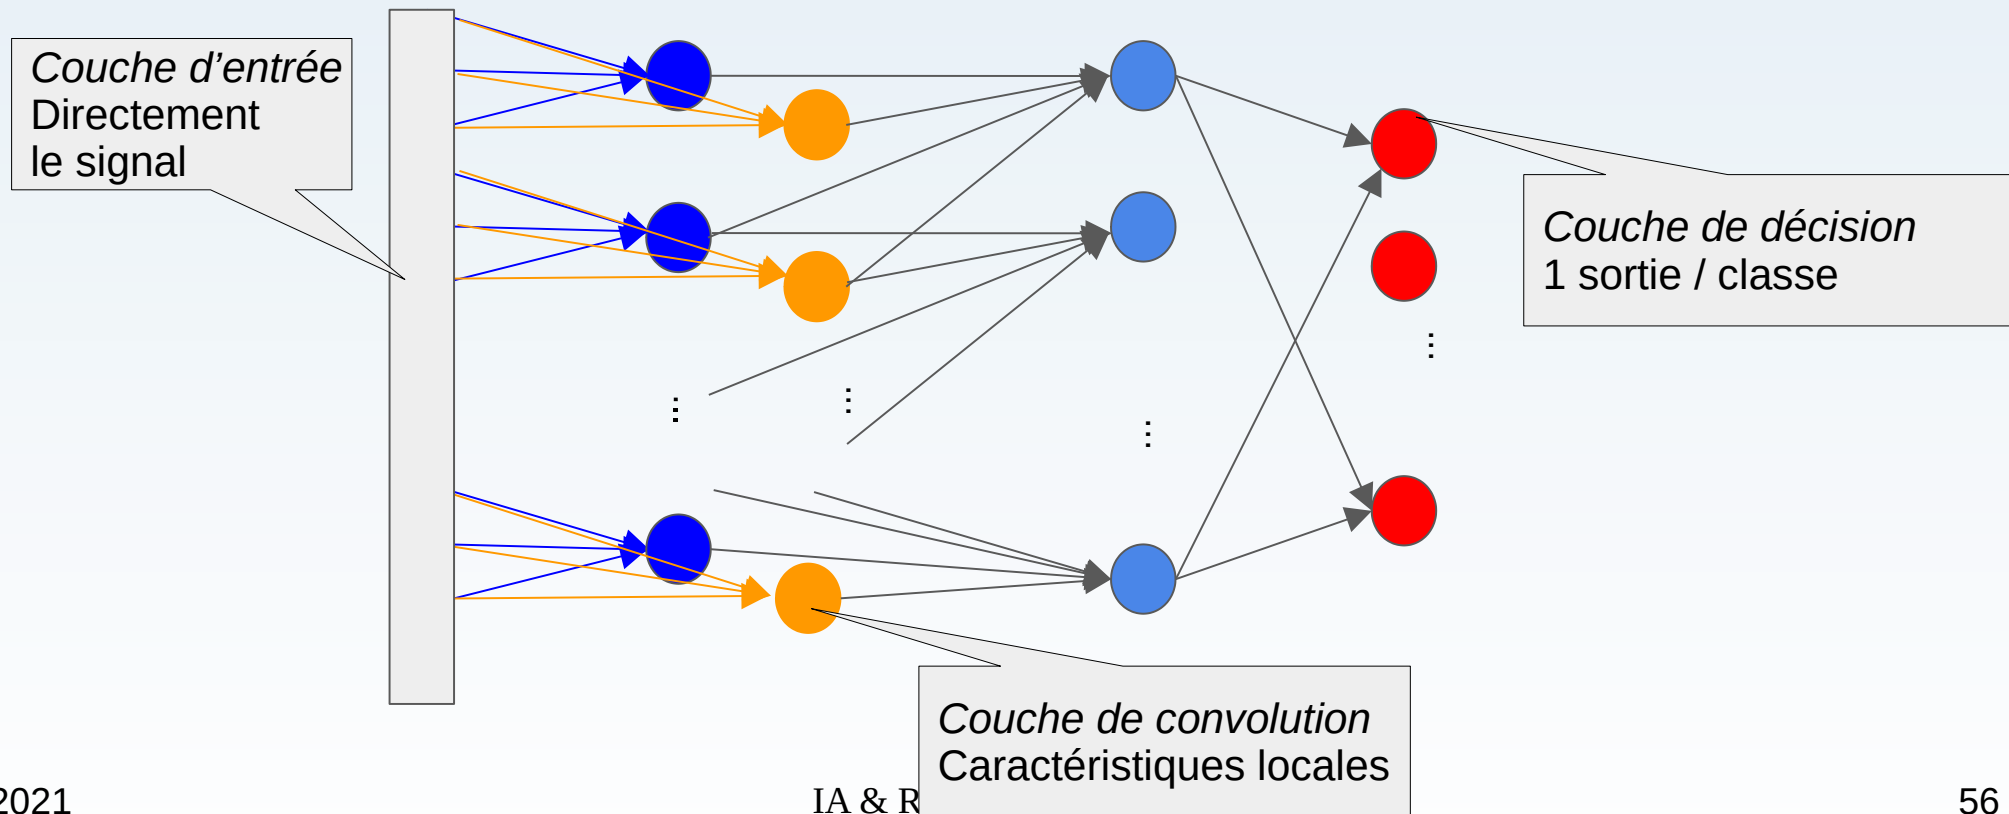 Couche d'entrée
Directement
le signal
Couche de décision
1 sortie / classe
...
...
...
...
Couche de convolution
Caractéristiques locales
2021
IA & R
56